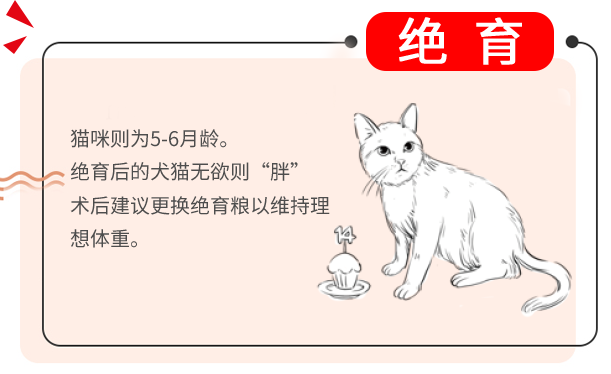 绝育
猫咪则为5-6月龄。
绝育后的犬猫无欲则“胖”
术后建议更换绝育粮以维持理
想体重。
14